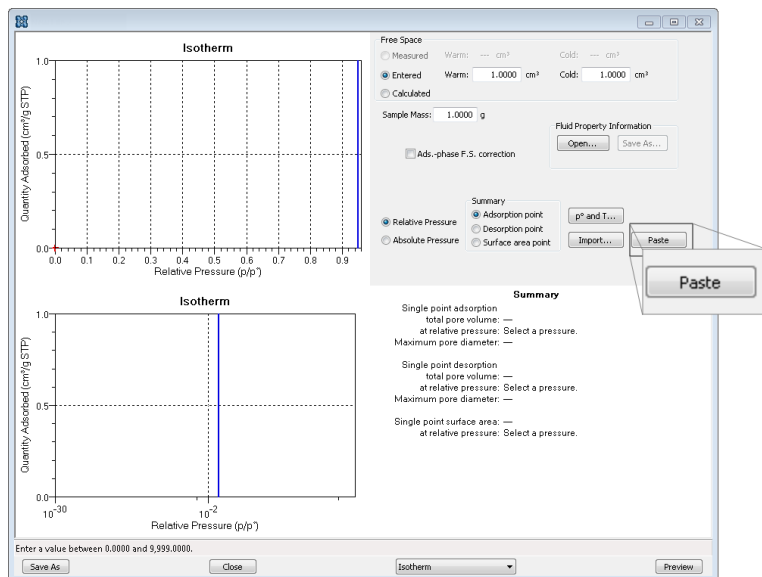 Isotherm
Quantity Adsorbed (cm³/g STP)
1.0
0.5
0.0
0.0 0.1 0.2 0.3 0.4 0.5 0.6 0.7 0.8 0.9
Relative Pressure (p/p°)
Free Space
Measured Warm: --- cm³ Cold: --- cm³
Entered Warm: 1.0000 cm³ Cold: 1.0000 cm³
Calculated
Sample Mass: 1.0000 g
Fluid Property Information
Open... Save As...
Ads.-phase F.S. correction
Summary
Relative Pressure
Absolute Pressure
Adsorption point
Desorption point
Surface area point
p° and T...
Import... Paste
Paste
Isotherm
Quantity Adsorbed (cm³/g STP)
1.0
0.5
0.0
10-30 10-2
Relative Pressure (p/p°)
Summary
Single point adsorption
total pore volume: —
at relative pressure: Select a pressure.
Maximum pore diameter: —
Single point desorption
total pore volume: —
at relative pressure: Select a pressure.
Maximum pore diameter: —
Single point surface area: —
at relative pressure: Select a pressure.
Enter a value between 0.0000 and 9,999.0000.
Save As Close Isotherm Preview